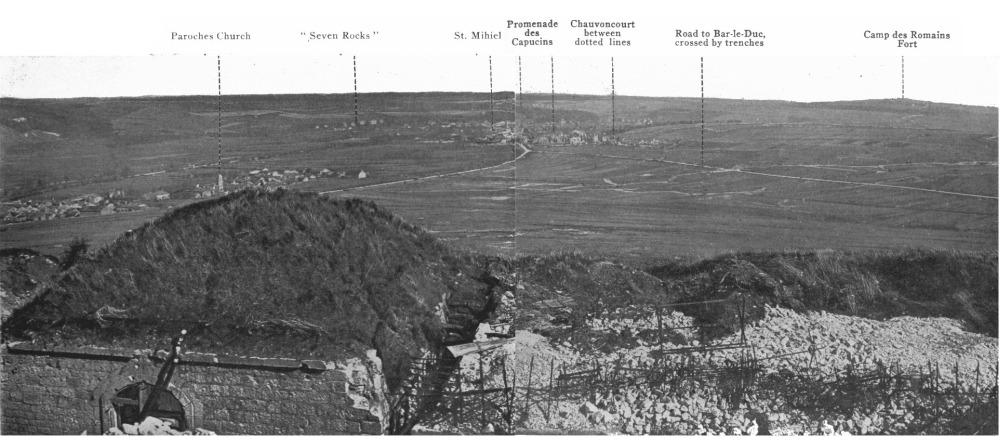 Paroches Church
"Seven Rocks"
St. Mihiel
Promenade
des
Capucins
Chauvoncourt
between
dotted lines
Road to Bar-le-Duc,
crossed by trenches
Camp des Romains
Fort